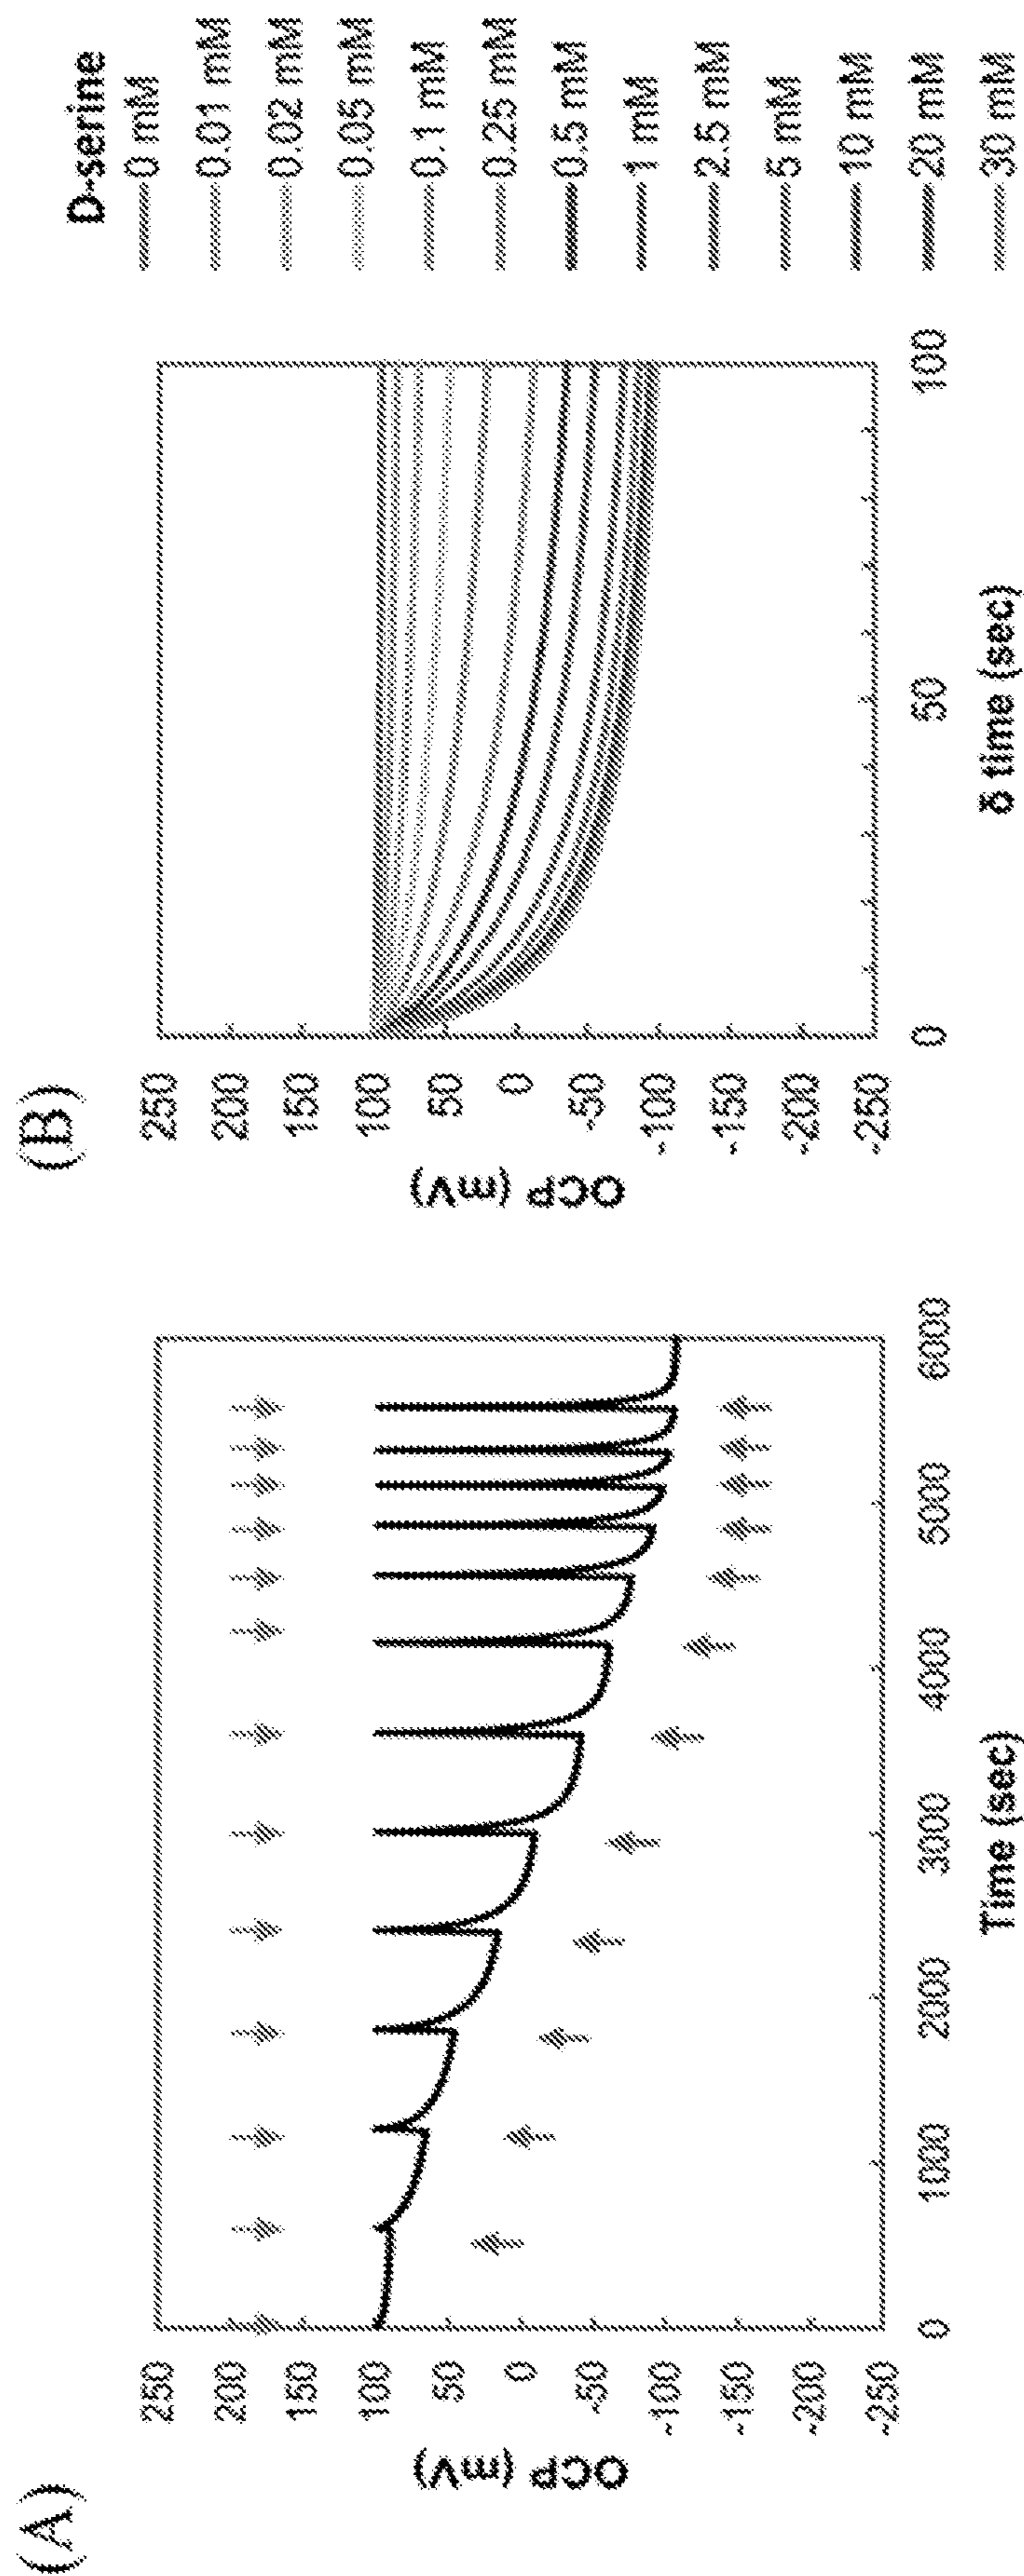 (A)
OCP (mV)
250
200
150
100
50
0
-50
-100
-150
-200
-250
0
1000
2000
3000
4000
5000
6000
Time (sec)
(B)
OCP (mV)
250
200
150
100
50
0
-50
-100
-150
-200
-250
0
50
100
δ time (sec)
D-serine
0 mM
0.01 mM
0.02 mM
0.05 mM
0.1 mM
0.25 mM
0.5 mM
1 mM
2.5 mM
5 mM
10 mM
20 mM
30 mM